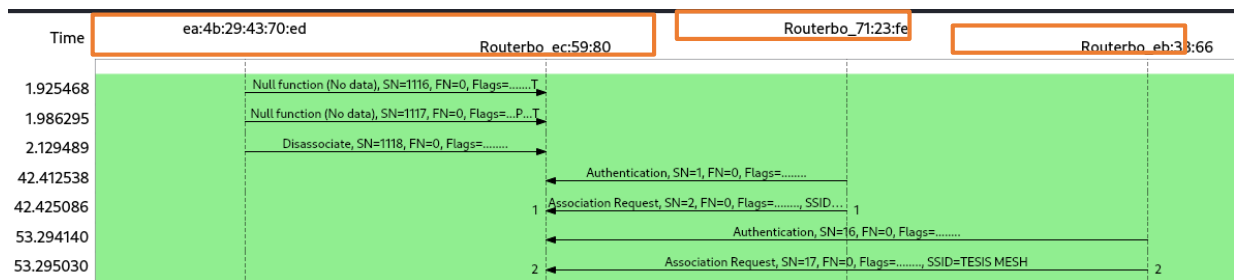 ea:4b:29:43:70:ed Routerbo_71:23:fe
Time Routerbo_ec:59:80 Routerbo_eb:38:66
1.925468 Null function (No data), SN=1116, FN=0, Flags=.......T
1.986295 Null function (No data), SN=1117, FN=0, Flags=...P...T
2.129489 Disassociate, SN=1118, FN=0, Flags=........
42.412538 Authentication, SN=1, FN=0, Flags=........
42.425086 1 Association Request, SN=2, FN=0, Flags=........, SSID... 1
53.294140 Authentication, SN=16, FN=0, Flags=........
53.295030 2 Association Request, SN=17, FN=0, Flags=........, SSID=TESIS MESH 2